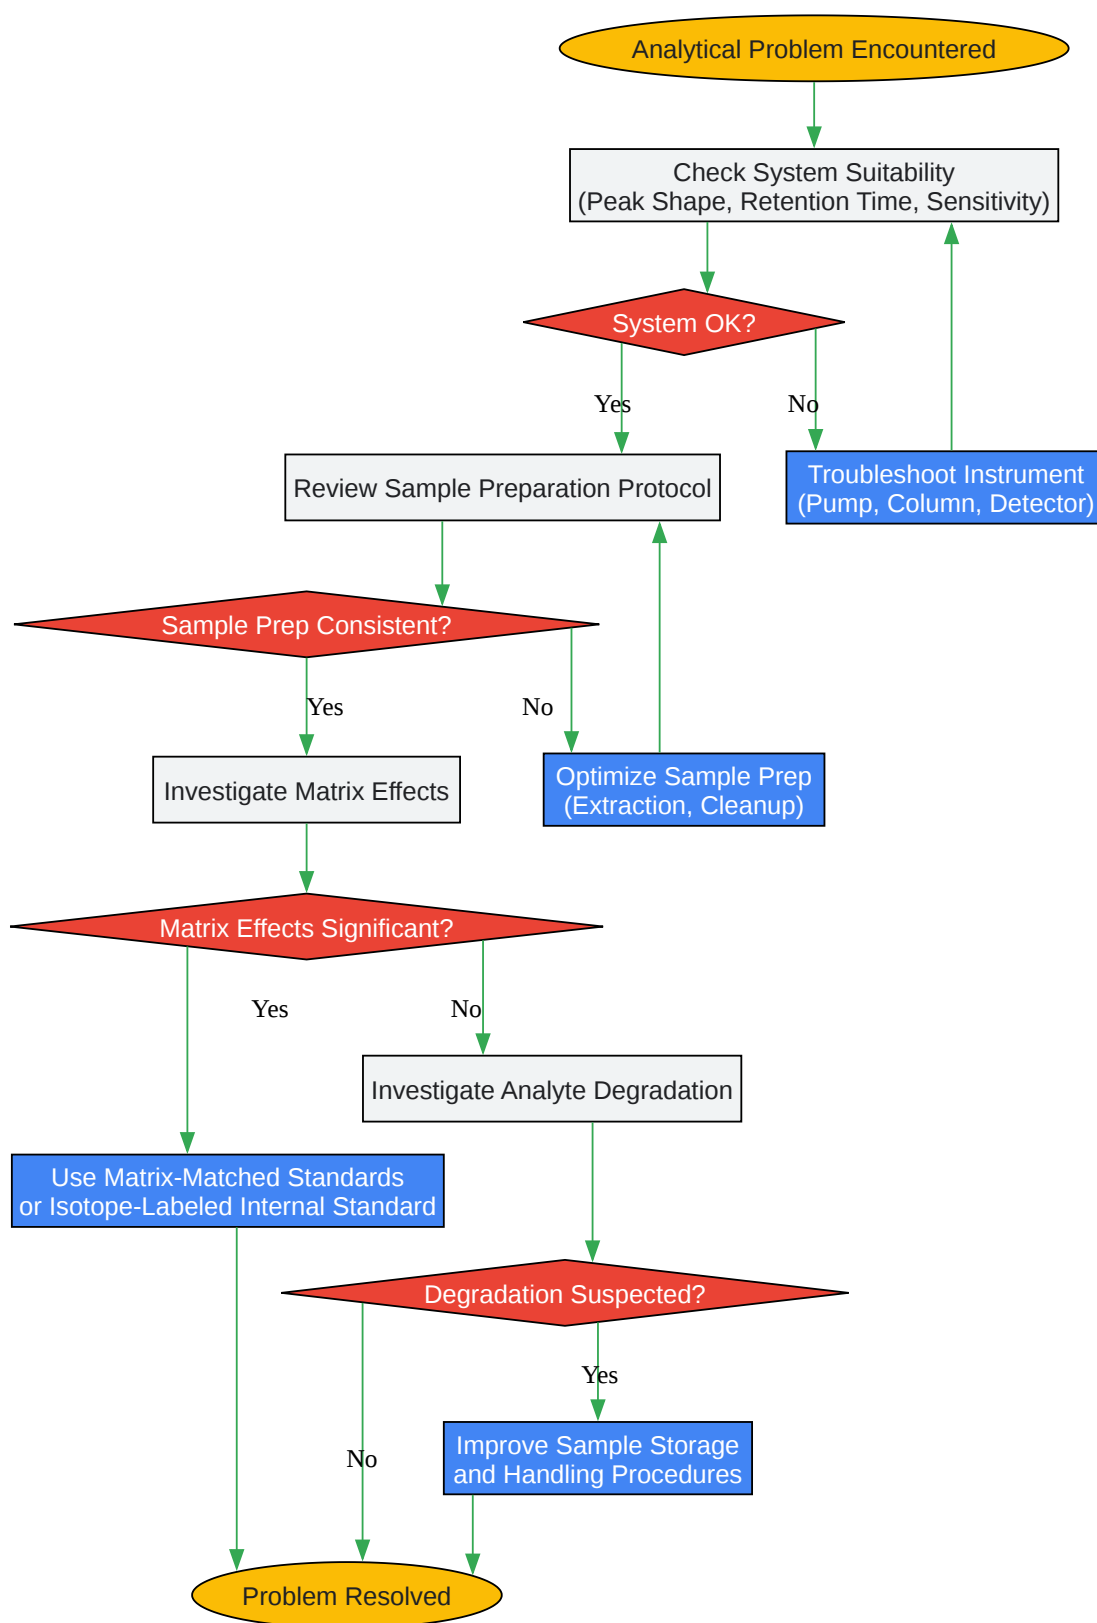 Analytical Problem Encountered
Check System Suitability
(Peak Shape, Retention Time, Sensitivity)
System OK?
Yes
No
Review Sample Preparation Protocol
Troubleshoot Instrument
(Pump, Column, Detector)
Sample Prep Consistent?
Yes
No
Investigate Matrix Effects
Optimize Sample Prep
(Extraction, Cleanup)
Matrix Effects Significant?
Yes
No
Investigate Analyte Degradation
Use Matrix-Matched Standards
or Isotope-Labeled Internal Standard
Degradation Suspected?
Yes
No
Improve Sample Storage
and Handling Procedures
Problem Resolved